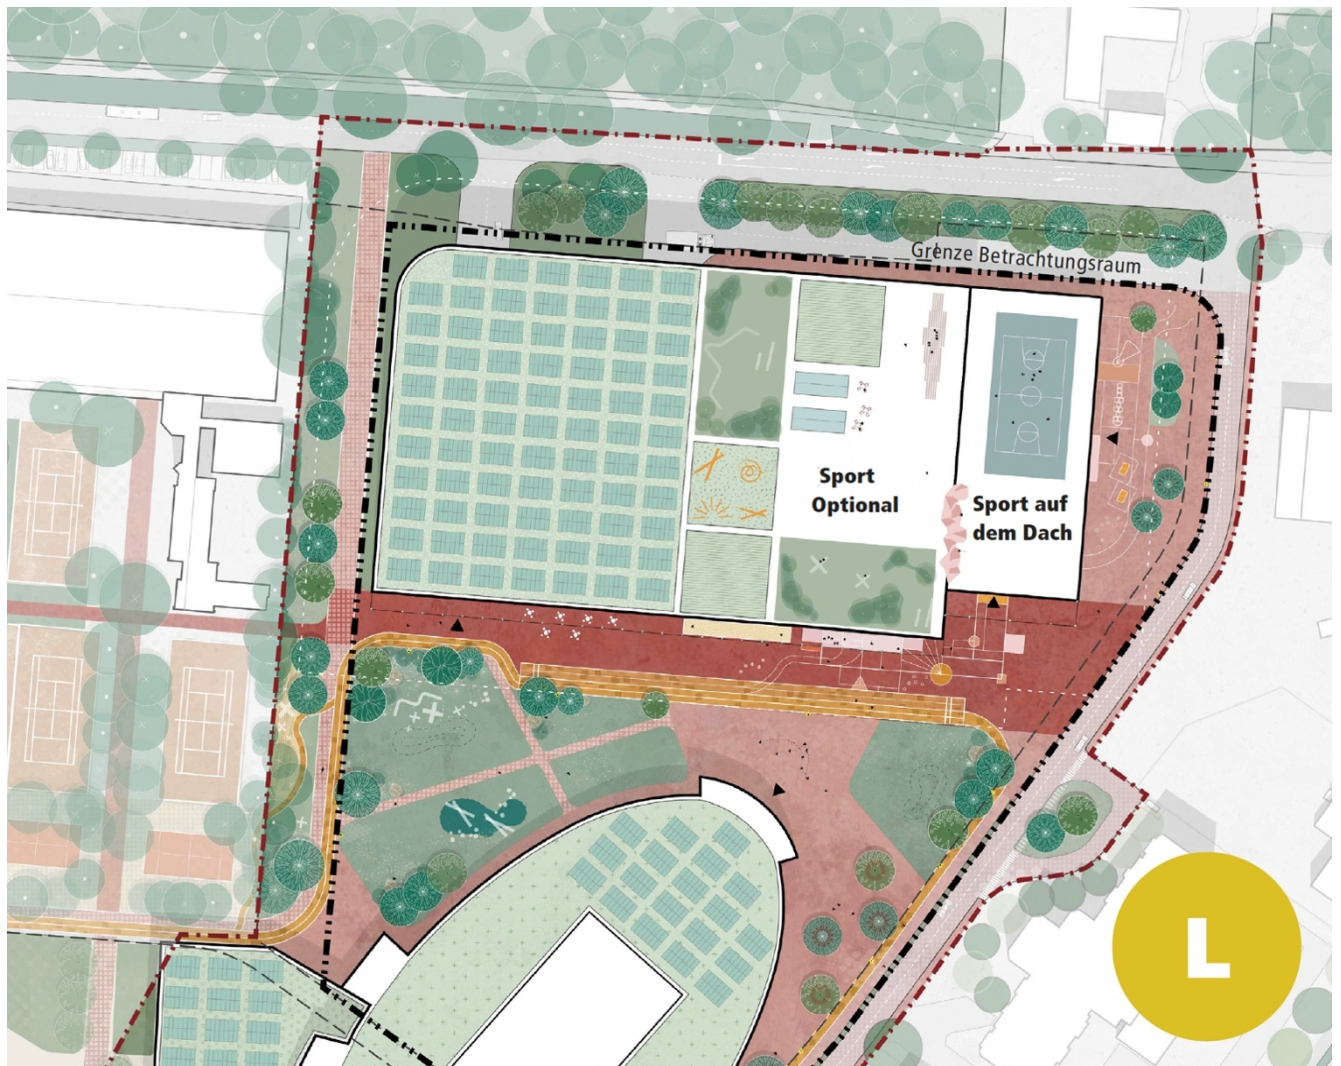 Grenze Betrachtungsraum
Sport
Optional
Sport auf
dem Dach
L